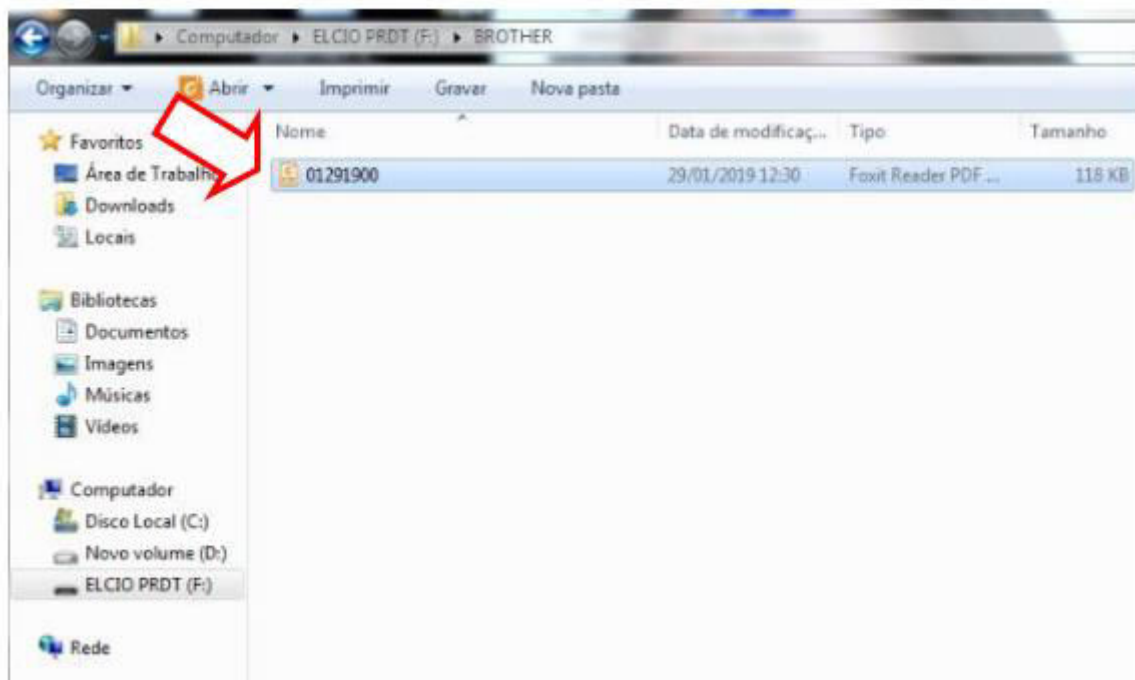 Computador ELCIO PRDT (F:) BROTHER
Organizar Abrir Imprimir Gravar Nova pasta
Favoritos
Área de Trabalho
Downloads
Locais
Bibliotecas
Documentos
Imagens
Músicas
Vídeos
Computador
Disco Local (C:)
Novo volume (D:)
ELCIO PRDT (F:)
Rede
Nome Data de modificaç... Tipo Tamanho
01291900 29/01/2019 12:30 Foxit Reader PDF ... 118 KB